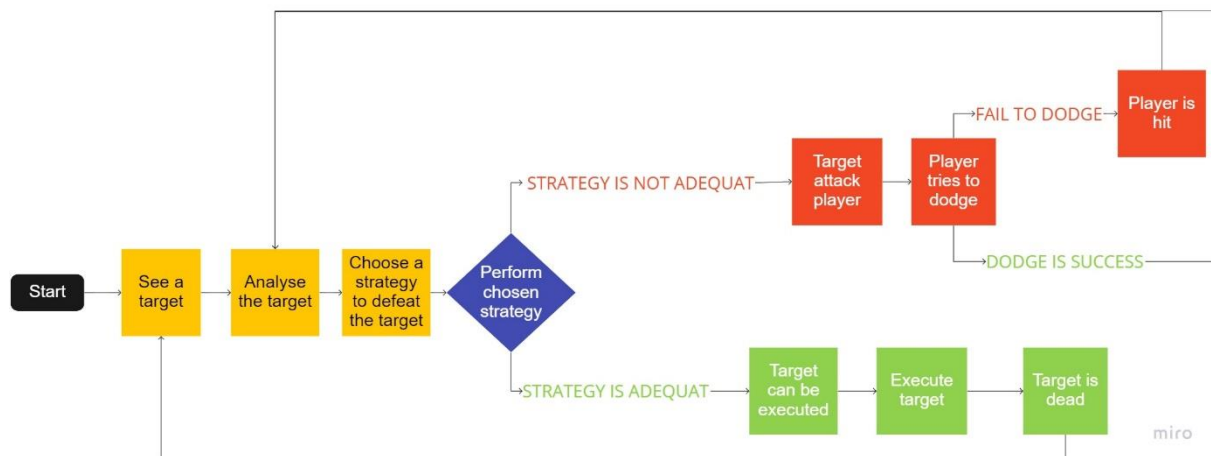 Start
See a
target
Analyse
the target
Choose a
strategy
to defeat
the target
Perform
chosen
strategy
STRATEGY IS NOT ADEQUAT
Target
attack
player
Player
tries to
dodge
FAIL TO DODGE
Player is
hit
DODGE IS SUCCESS
STRATEGY IS ADEQUAT
Target
can be
executed
Execute
target
Target is
dead
miro